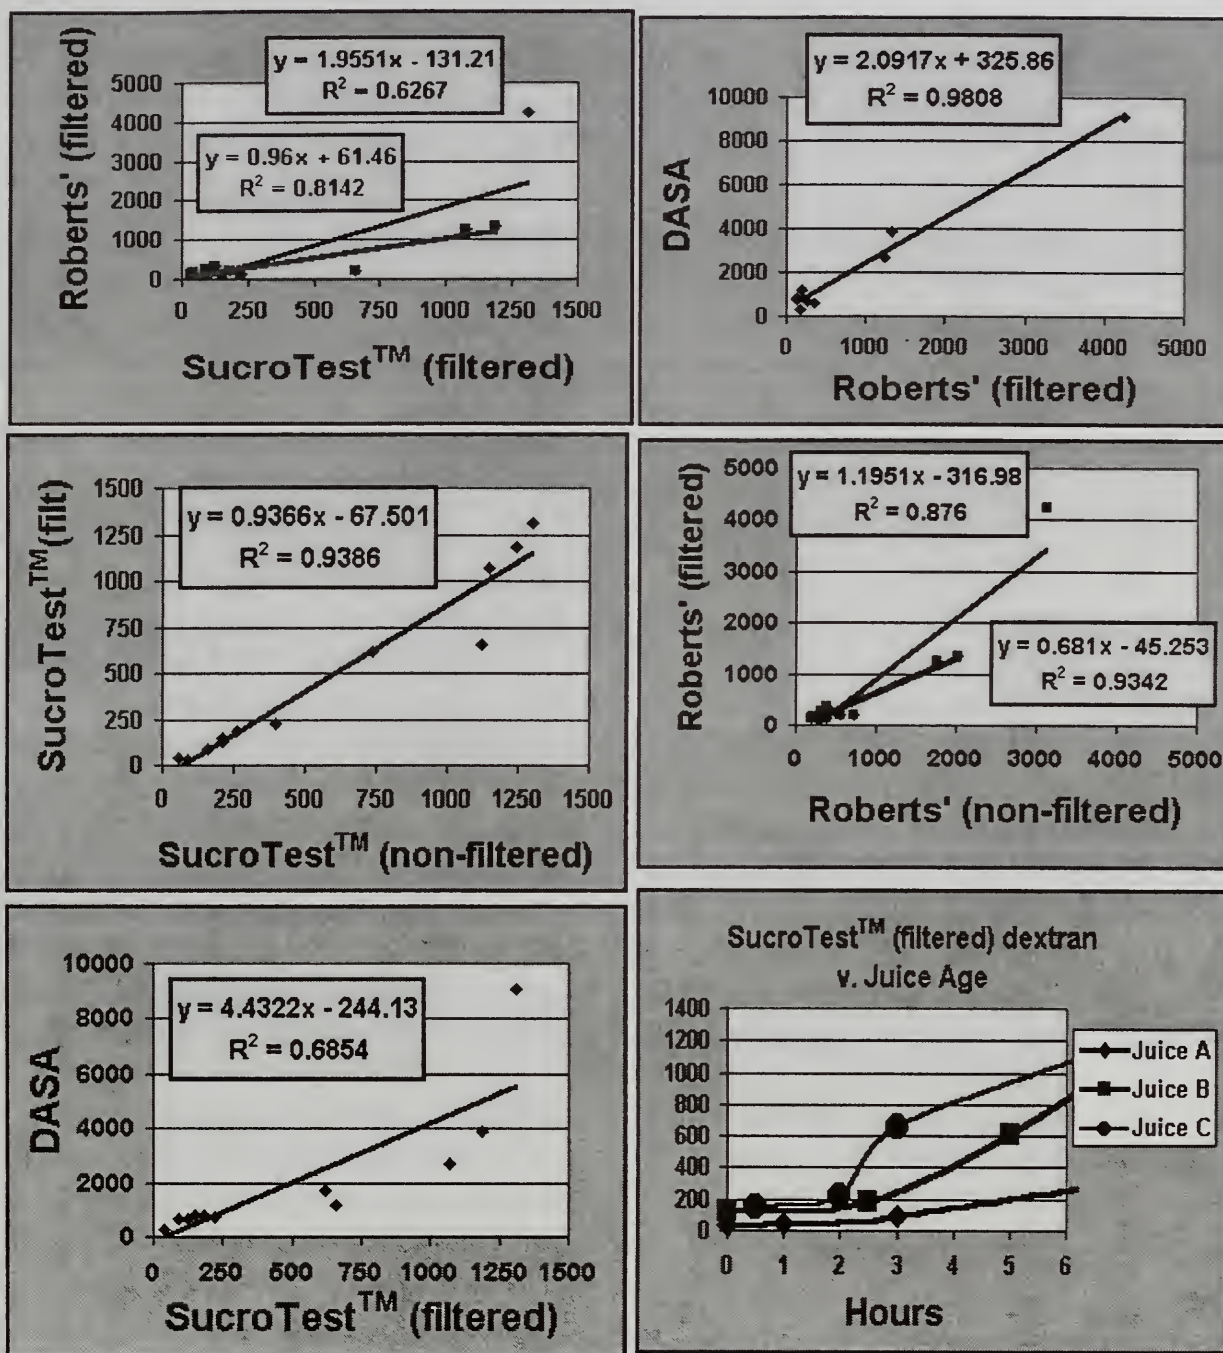 y = 1.9551x - 131.21
R² = 0.6267
y = 0.96x + 61.46
R² = 0.8142
Roberts' (filtered)
5000
4000
3000
2000
1000
0
0 250 500 750 1000 1250 1500
SucroTest™ (filtered)
y = 2.0917x + 325.86
R² = 0.9808
DASA
10000
8000
6000
4000
2000
0
0 1000 2000 3000 4000 5000
Roberts' (filtered)
y = 0.9366x - 67.501
R² = 0.9386
SucroTest™(filt)
1500
1250
1000
750
500
250
0
0 250 500 750 1000 1250 1500
SucroTest™ (non-filtered)
y = 1.1951x - 316.98
R² = 0.876
y = 0.681x - 45.253
R² = 0.9342
Roberts' (filtered)
5000
4000
3000
2000
1000
0
0 1000 2000 3000 4000 5000
Roberts' (non-filtered)
y = 4.4322x - 244.13
R² = 0.6854
DASA
10000
8000
6000
4000
2000
0
0 250 500 750 1000 1250 1500
SucroTest™ (filtered)
SucroTest™ (filtered) dextran
v. Juice Age
1400
1200
1000
800
600
400
200
0
0 1 2 3 4 5 6
Hours
Juice A
Juice B
Juice C